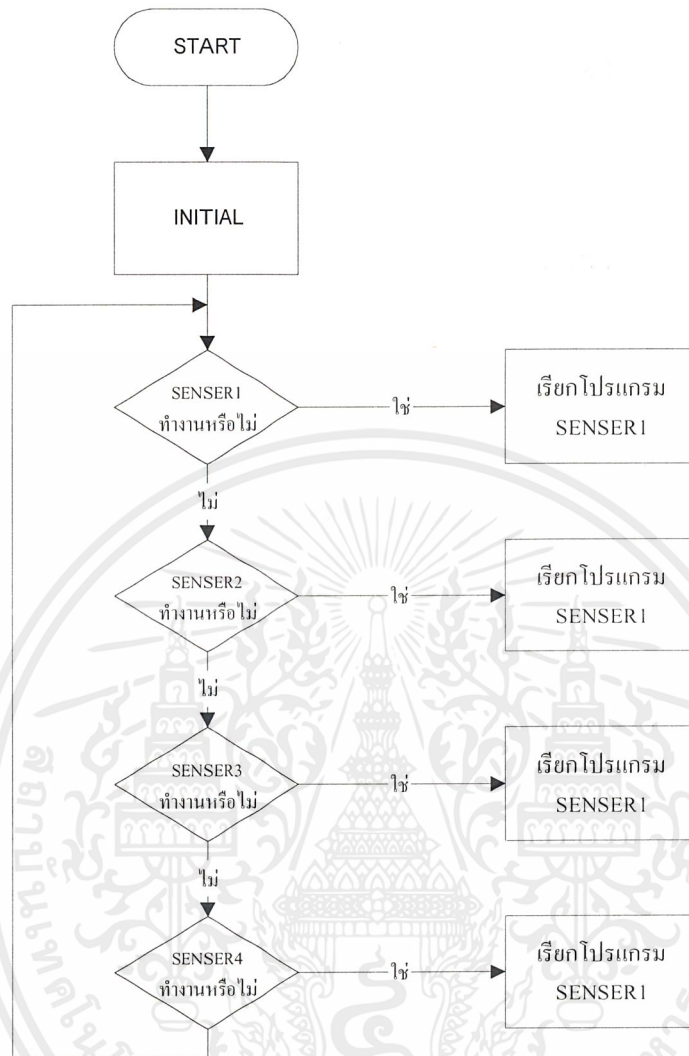 START
INITIAL
SENSER1
ทำงานหรือไม่
ใช่
เรียกโปรแกรม
SENSER1
ไม่
SENSER2
ทำงานหรือไม่
ใช่
เรียกโปรแกรม
SENSER1
ไม่
SENSER3
ทำงานหรือไม่
ใช่
เรียกโปรแกรม
SENSER1
ไม่
SENSER4
ทำงานหรือไม่
ใช่
เรียกโปรแกรม
SENSER1